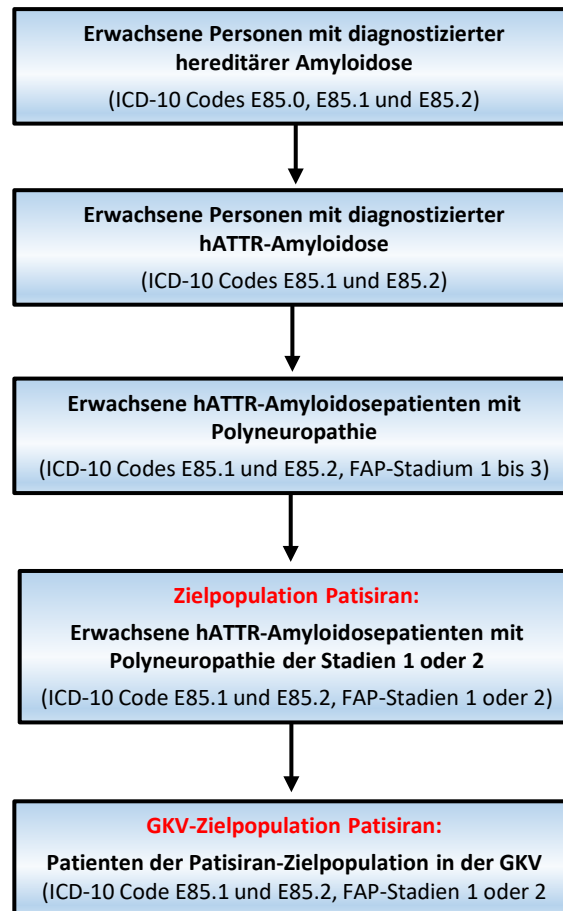 Erwachsene Personen mit diagnostizierter
hereditärer Amyloidose
(ICD-10 Codes E85.0, E85.1 und E85.2)
Erwachsene Personen mit diagnostizierter
hATTR-Amyloidose
(ICD-10 Codes E85.1 und E85.2)
Erwachsene hATTR-Amyloidosepatienten mit
Polyneuropathie
(ICD-10 Codes E85.1 und E85.2, FAP-Stadium 1 bis 3)
Zielpopulation Patisiran:
Erwachsene hATTR-Amyloidosepatienten mit
Polyneuropathie der Stadien 1 oder 2
(ICD-10 Code E85.1 und E85.2, FAP-Stadien 1 oder 2)
GKV-Zielpopulation Patisiran:
Patienten der Patisiran-Zielpopulation in der GKV
(ICD-10 Code E85.1 und E85.2, FAP-Stadien 1 oder 2